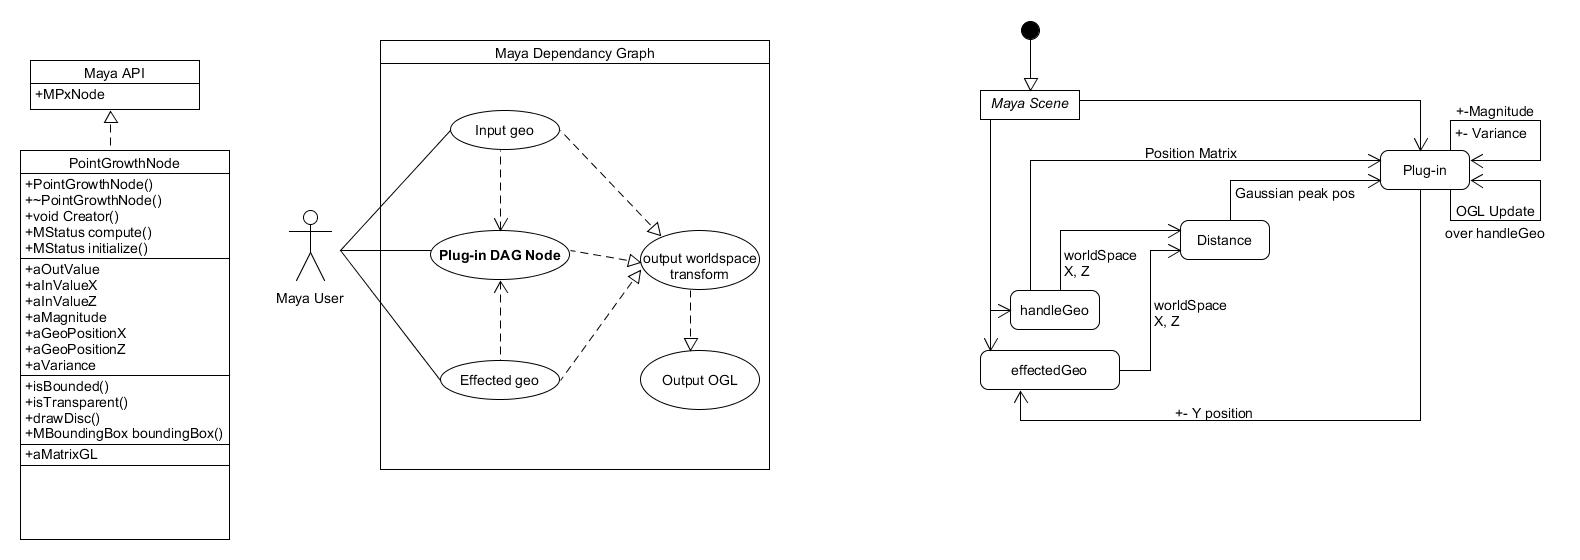 Maya API
+MPxNode
PointGrowthNode
+PointGrowthNode()
+~PointGrowthNode()
+void Creator()
+MStatus compute()
+MStatus initialize()
+aOutValue
+aInValueX
+aInValueZ
+aMagnitude
+aGeoPositionX
+aGeoPositionZ
+aVariance
+isBounded()
+isTransparent()
+drawDisc()
+MBoundingBox boundingBox()
+aMatrixGL
Maya User
Maya Dependancy Graph
Input geo
Plug-in DAG Node
output worldspace
transform
Effected geo
Output OGL
Maya Scene
+-Magnitude
+- Variance
Position Matrix
Plug-in
Gaussian peak pos
OGL Update
over handleGeo
Distance
worldSpace
X, Z
handleGeo
worldSpace
X, Z
effectedGeo
+- Y position